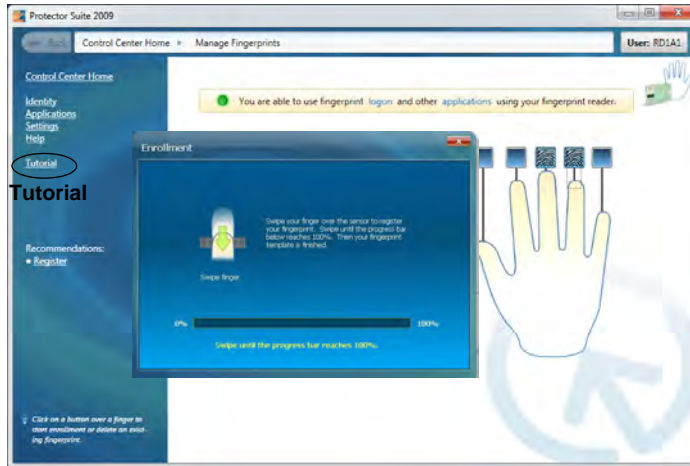 Protector Suite 2009
Back
Control Center Home
Manage Fingerprints
User: RD1A1
Control Center Home
You are able to use fingerprint logon and other applications using your fingerprint reader.
Identity
Applications
Settings
Help
Tutorial
Tutorial
Enrollment
Swipe your finger over the sensor to register
your fingerprint. Swipe until the progress bar
below reaches 100%. Then your fingerprint
template is finished.
Swipe finger
0%
100%
Swipe until the progress bar reaches 100%.
Recommendations:
Register
Click on a button over a finger to
start enrollment or delete an exist-
ing fingerprint.